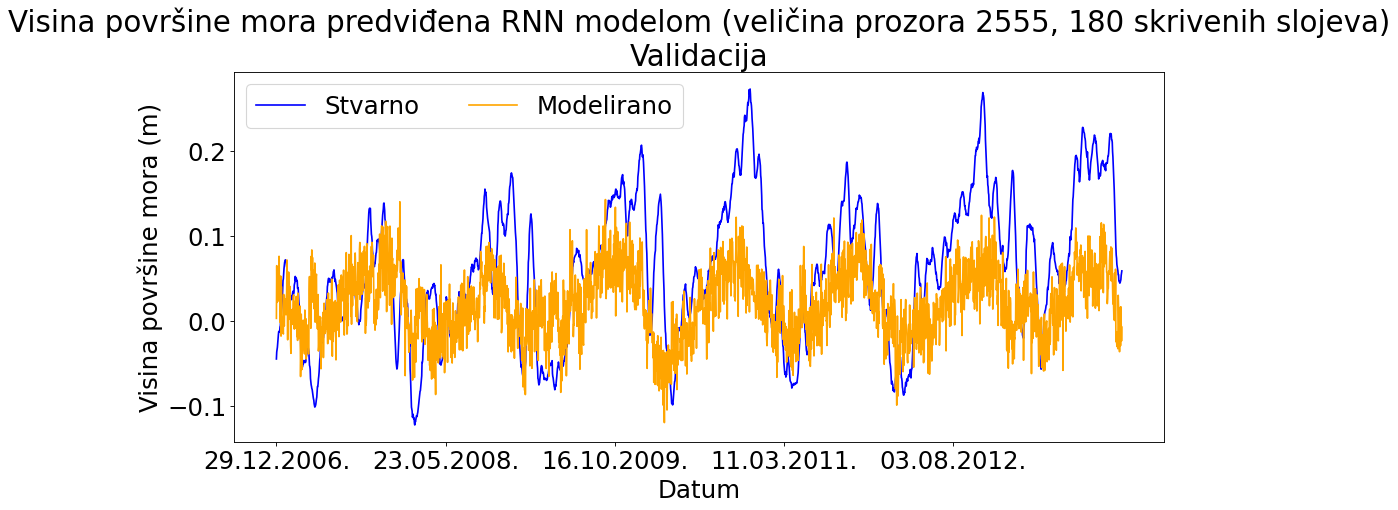 Visina površine mora predviđena RNN modelom (veličina prozora 2555, 180 skrivenih slojeva)
Validacija
Stvarno
Modelirano
Visina površine mora (m)
0.2
0.1
0.0
−0.1
29.12.2006.
23.05.2008.
16.10.2009.
11.03.2011.
03.08.2012.
Datum